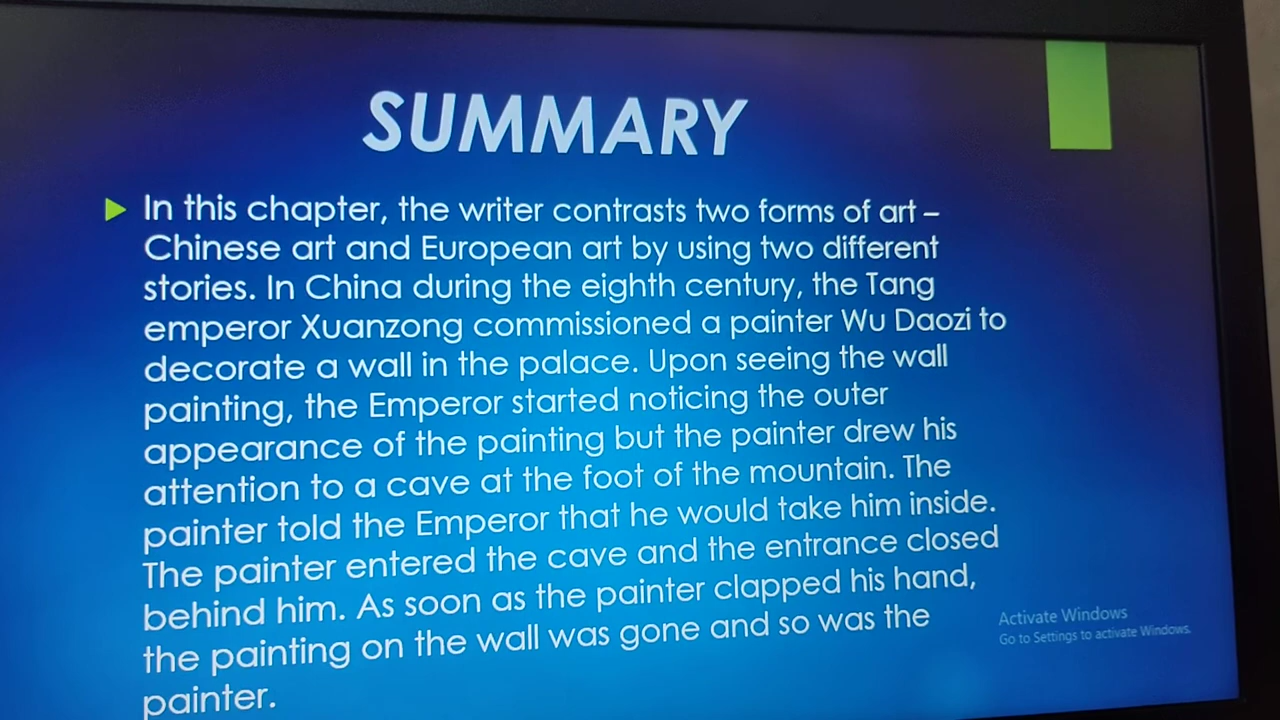 SUMMARY
In this chapter, the writer contrasts two forms of art –
Chinese art and European art by using two different
stories. In China during the eighth century, the Tang
emperor Xuanzong commissioned a painter Wu Daozi to
decorate a wall in the palace. Upon seeing the wall
painting, the Emperor started noticing the outer
appearance of the painting but the painter drew his
attention to a cave at the foot of the mountain. The
painter told the Emperor that he would take him inside.
The painter entered the cave and the entrance closed
behind him. As soon as the painter clapped his hand,
the painting on the wall was gone and so was the
painter.
Activate Windows
Go to Settings to activate Windows.